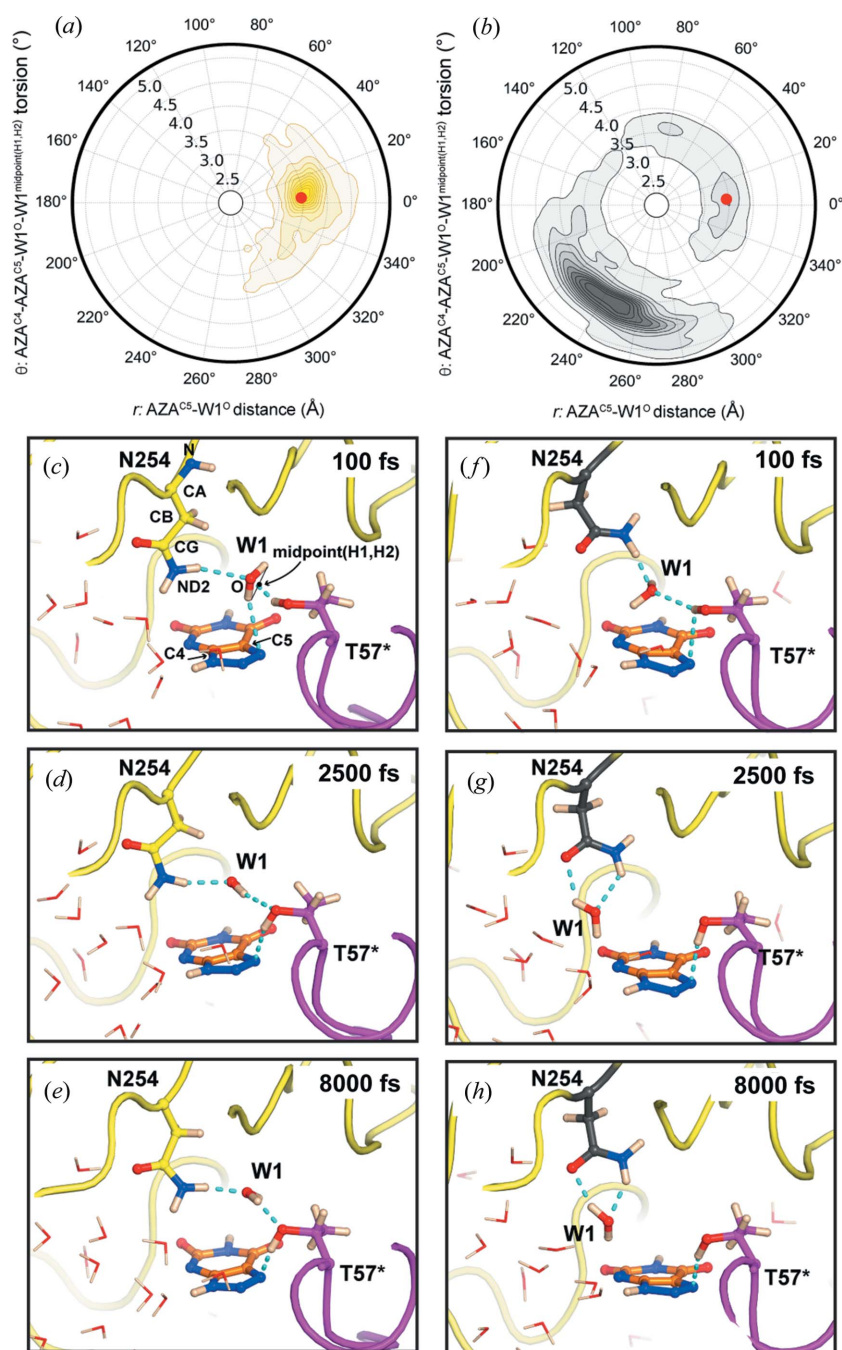 (a)
θ: AZA^C4-AZA^C5-W1^O-W1^midpoint(H1,H2) torsion (°)
100° 80°
120° 60°
140° 40°
160° 20°
180° 0°
200° 340°
220° 320°
240° 300°
260° 280°
5.0
4.5
4.0
3.5
3.0
2.5
r: AZA^C5-W1^O distance (Å)
(b)
θ: AZA^C4-AZA^C5-W1^O-W1^midpoint(H1,H2) torsion (°)
100° 80°
120° 60°
140° 40°
160° 20°
180° 0°
200° 340°
220° 320°
240° 300°
260° 280°
5.0
4.5
4.0
3.5
3.0
2.5
r: AZA^C5-W1^O distance (Å)
(c) N254 N 100 fs
CA
CB
CG W1
midpoint(H1,H2)
ND2 O
C4 C5
T57*
(f) N254 100 fs
W1
T57*
(d) N254 2500 fs
W1
T57*
(g) N254 2500 fs
W1
T57*
(e) N254 8000 fs
W1
T57*
(h) N254 8000 fs
W1
T57*